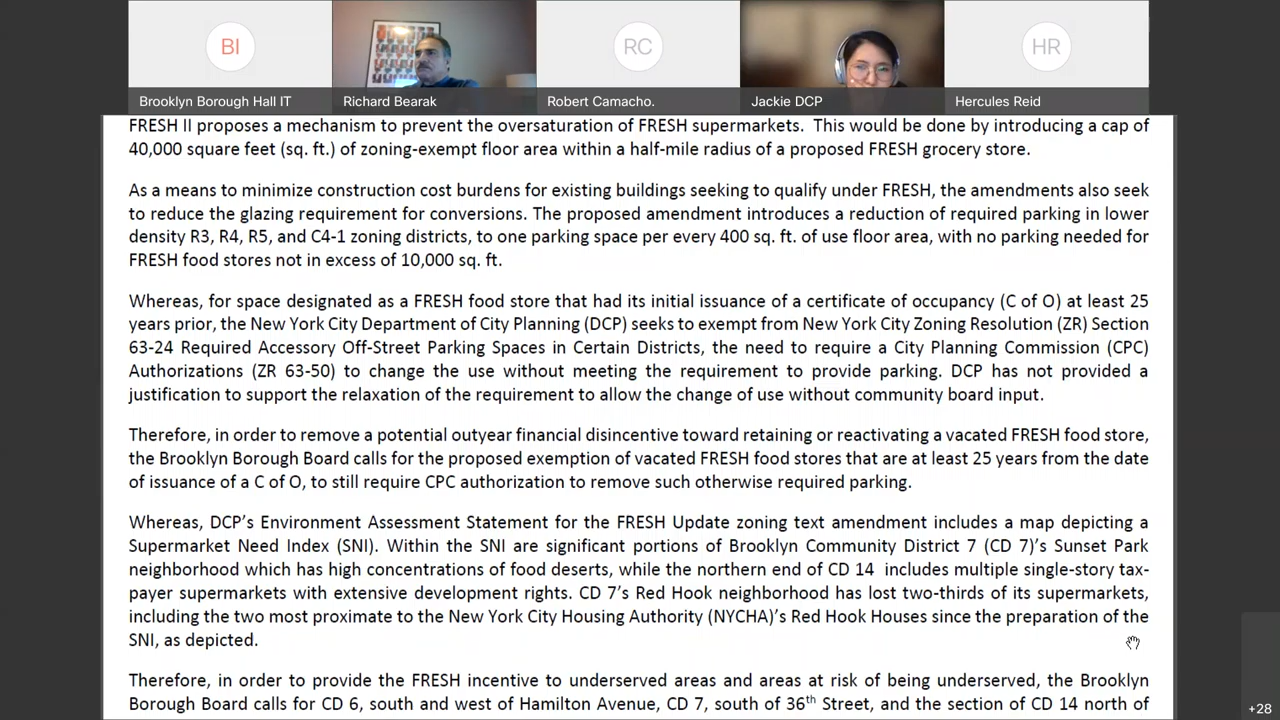 BI
RC
HR
Brooklyn Borough Hall IT
Richard Bearak
Robert Camacho.
Jackie DCP
Hercules Reid
FRESH II proposes a mechanism to prevent the oversaturation of FRESH supermarkets. This would be done by introducing a cap of
40,000 square feet (sq. ft.) of zoning-exempt floor area within a half-mile radius of a proposed FRESH grocery store.
As a means to minimize construction cost burdens for existing buildings seeking to qualify under FRESH, the amendments also seek
to reduce the glazing requirement for conversions. The proposed amendment introduces a reduction of required parking in lower
density R3, R4, R5, and C4-1 zoning districts, to one parking space per every 400 sq. ft. of use floor area, with no parking needed for
FRESH food stores not in excess of 10,000 sq. ft.
Whereas, for space designated as a FRESH food store that had its initial issuance of a certificate of occupancy (C of O) at least 25
years prior, the New York City Department of City Planning (DCP) seeks to exempt from New York City Zoning Resolution (ZR) Section
63-24 Required Accessory Off-Street Parking Spaces in Certain Districts, the need to require a City Planning Commission (CPC)
Authorizations (ZR 63-50) to change the use without meeting the requirement to provide parking. DCP has not provided a
justification to support the relaxation of the requirement to allow the change of use without community board input.
Therefore, in order to remove a potential outyear financial disincentive toward retaining or reactivating a vacated FRESH food store,
the Brooklyn Borough Board calls for the proposed exemption of vacated FRESH food stores that are at least 25 years from the date
of issuance of a C of O, to still require CPC authorization to remove such otherwise required parking.
Whereas, DCP's Environment Assessment Statement for the FRESH Update zoning text amendment includes a map depicting a
Supermarket Need Index (SNI). Within the SNI are significant portions of Brooklyn Community District 7 (CD 7)'s Sunset Park
neighborhood which has high concentrations of food deserts, while the northern end of CD 14 includes multiple single-story tax-
payer supermarkets with extensive development rights. CD 7's Red Hook neighborhood has lost two-thirds of its supermarkets,
including the two most proximate to the New York City Housing Authority (NYCHA)'s Red Hook Houses since the preparation of the
SNI, as depicted.
Therefore, in order to provide the FRESH incentive to underserved areas and areas at risk of being underserved, the Brooklyn
Borough Board calls for CD 6, south and west of Hamilton Avenue, CD 7, south of 36th Street, and the section of CD 14 north of
+28